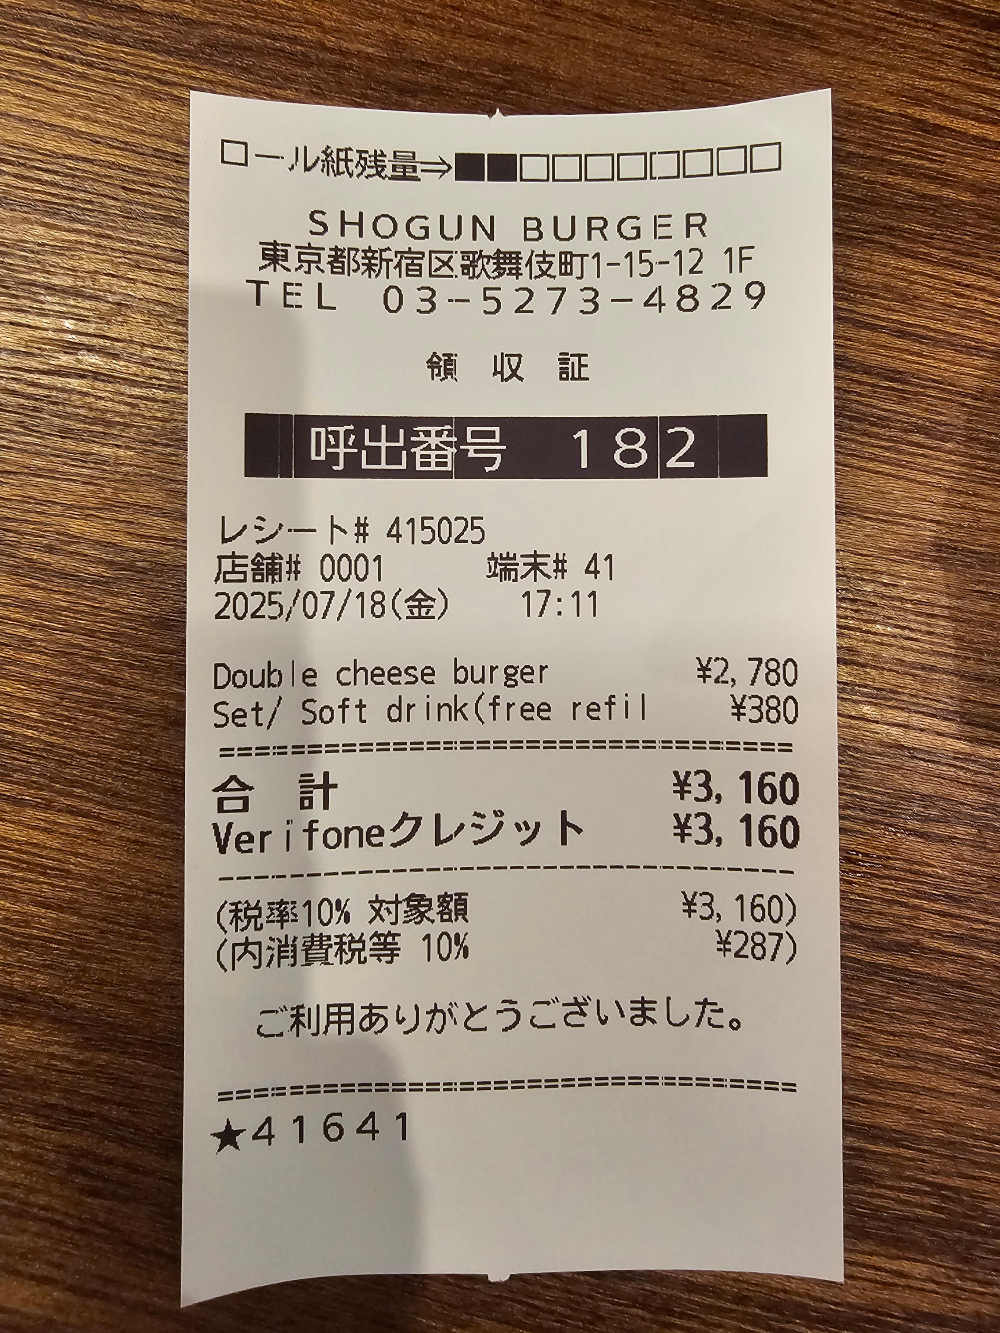 ロール紙残量⇒■■□□□□□□□□
SHOGUN BURGER
東京都新宿区歌舞伎町1-15-12 1F
TEL 03-5273-4829
領 収 証
呼出番号 182
レシート# 415025
店舗# 0001 端末# 41
2025/07/18(金) 17:11
Double cheese burger ¥2,780
Set/ Soft drink(free refil ¥380
合 計 ¥3,160
Verifoneクレジット ¥3,160
(税率10% 対象額 ¥3,160)
(内消費税等 10% ¥287)
ご利用ありがとうございました。
★41641